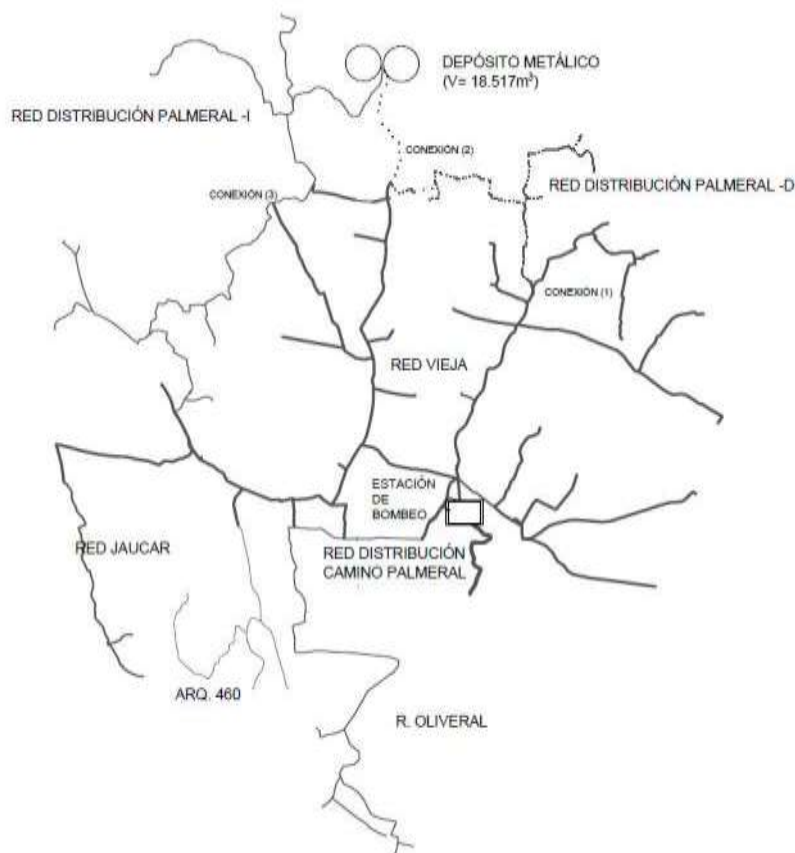 DEPÓSITO METÁLICO
(V= 18.517m³)
RED DISTRIBUCIÓN PALMERAL -I
CONEXIÓN (2)
RED DISTRIBUCIÓN PALMERAL -D
CONEXIÓN (3)
CONEXIÓN (1)
RED VIEJA
ESTACIÓN
DE
BOMBEO
RED JAUCAR
RED DISTRIBUCIÓN
CAMINO PALMERAL
ARQ. 460
R. OLIVERAL